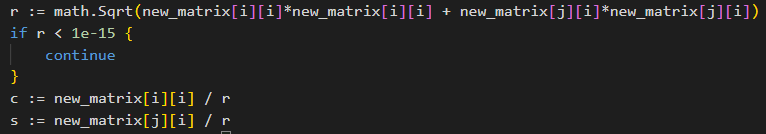 r := math.Sqrt(new_matrix[i][i]*new_matrix[i][i] + new_matrix[j][i]*new_matrix[j][i])
if r < 1e-15 {
    continue
}
c := new_matrix[i][i] / r
s := new_matrix[j][i] / r